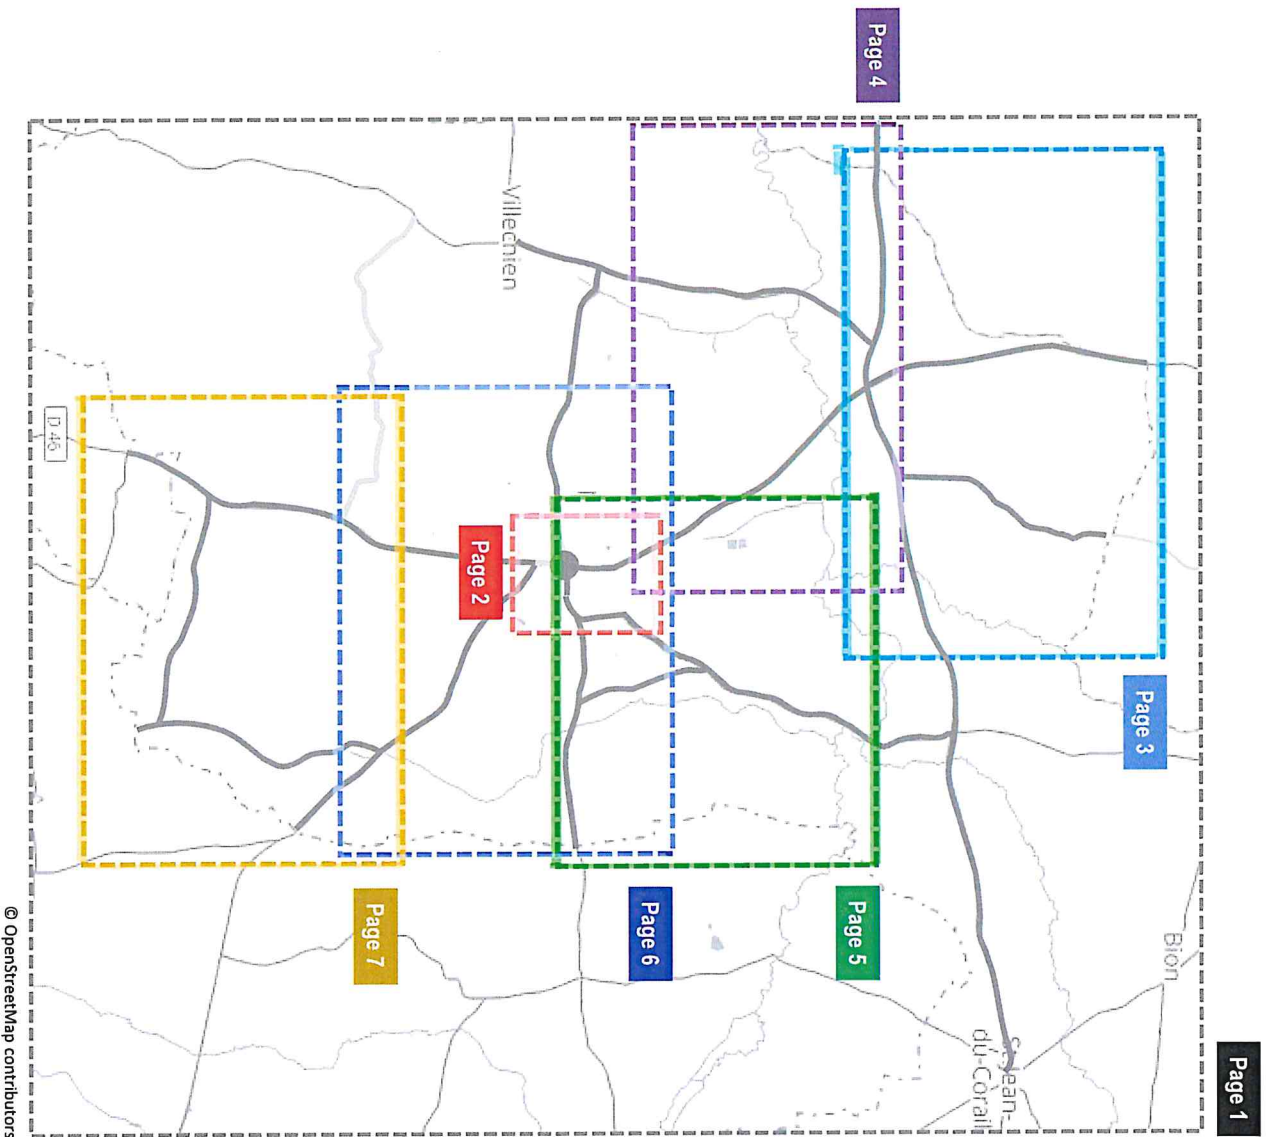 Page 1
Page 3
Bion
Page 4
Page 5
St-Jean-
du-Corail
Page 6
Villechien
Page 2
Page 7
D 46
© OpenStreetMap contributors